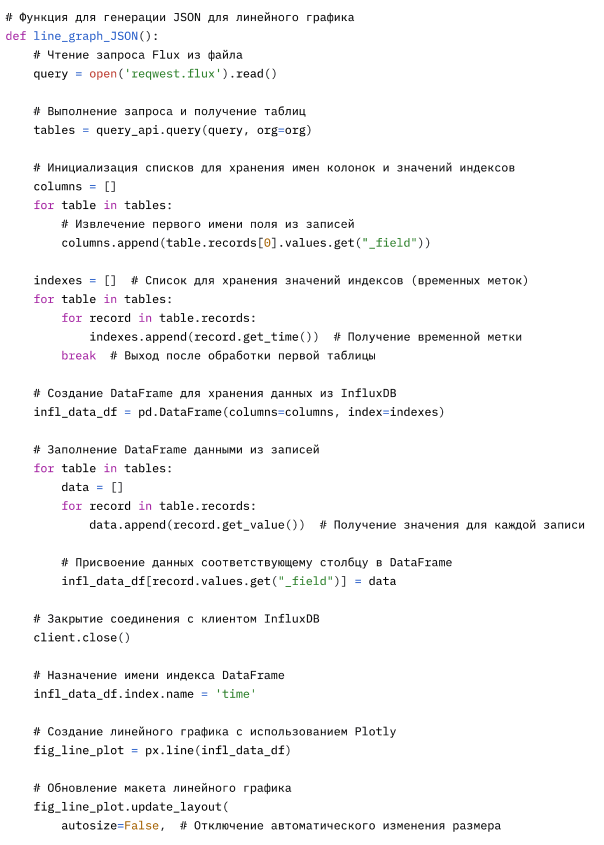 # Функция для генерации JSON для линейного графика
def line_graph_JSON():
    # Чтение запроса Flux из файла
    query = open('reqwest.flux').read()

    # Выполнение запроса и получение таблиц
    tables = query_api.query(query, org=org)

    # Инициализация списков для хранения имен колонок и значений индексов
    columns = []
    for table in tables:
        # Извлечение первого имени поля из записей
        columns.append(table.records[0].values.get("_field"))

    indexes = []  # Список для хранения значений индексов (временных меток)
    for table in tables:
        for record in table.records:
            indexes.append(record.get_time())  # Получение временной метки
        break  # Выход после обработки первой таблицы

    # Создание DataFrame для хранения данных из InfluxDB
    infl_data_df = pd.DataFrame(columns=columns, index=indexes)

    # Заполнение DataFrame данными из записей
    for table in tables:
        data = []
        for record in table.records:
            data.append(record.get_value())  # Получение значения для каждой записи

        # Присвоение данных соответствующему столбцу в DataFrame
        infl_data_df[record.values.get("_field")] = data

    # Закрытие соединения с клиентом InfluxDB
    client.close()

    # Назначение имени индекса DataFrame
    infl_data_df.index.name = 'time'

    # Создание линейного графика с использованием Plotly
    fig_line_plot = px.line(infl_data_df)

    # Обновление макета линейного графика
    fig_line_plot.update_layout(
        autosize=False,  # Отключение автоматического изменения размера